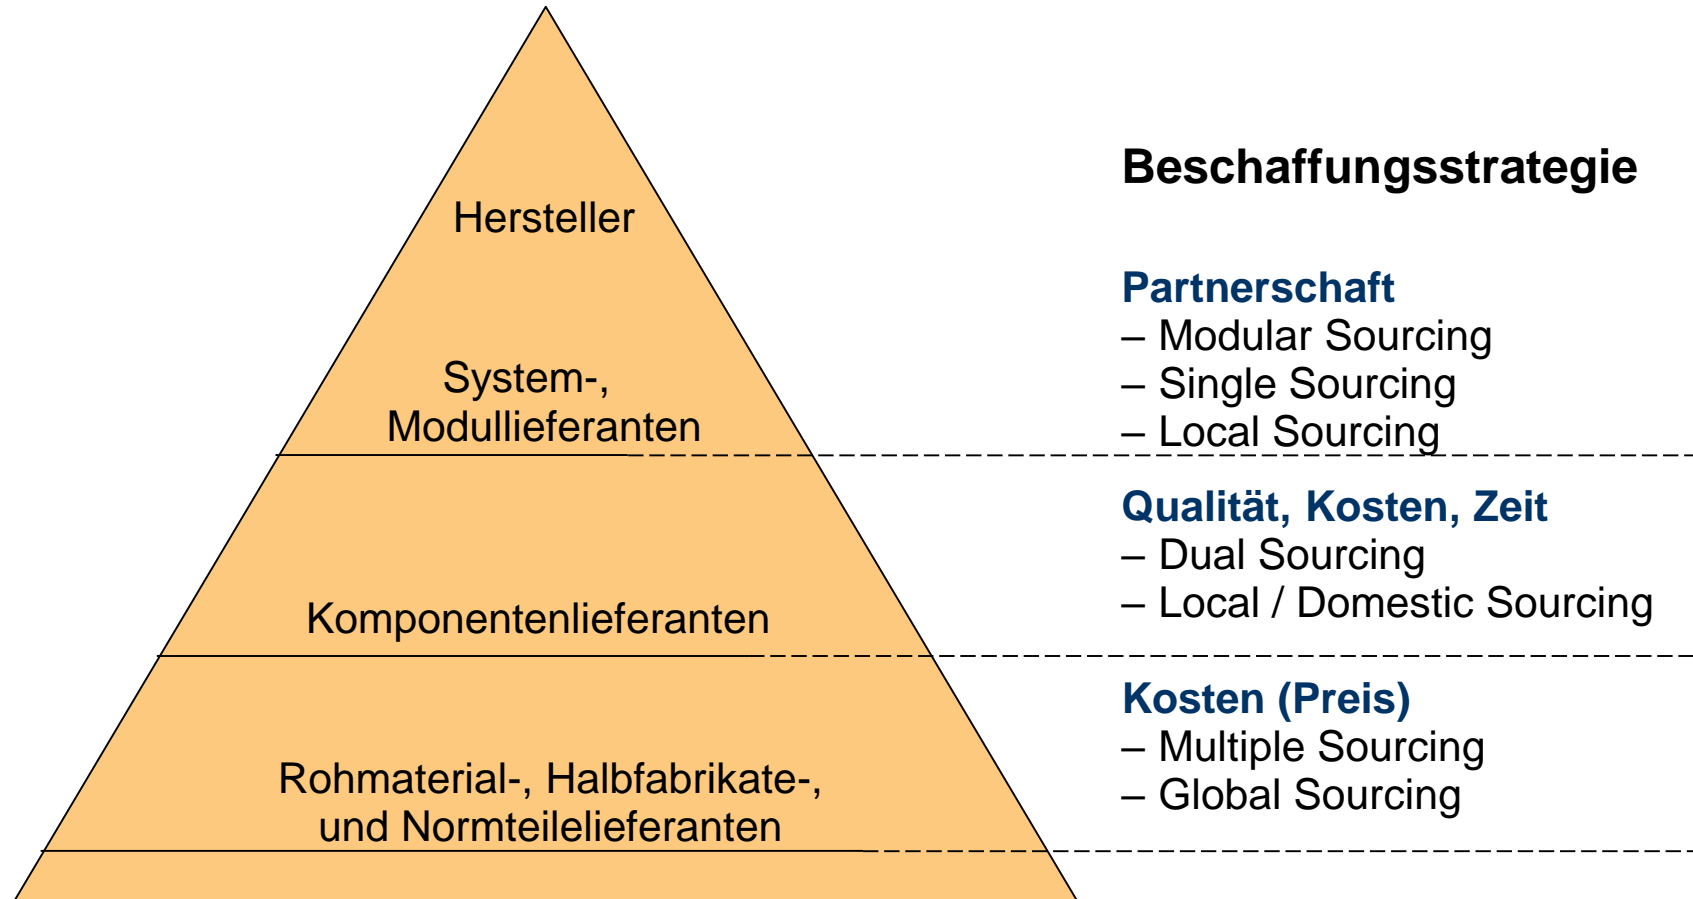 Hersteller
System-,
Modullieferanten
Komponentenlieferanten
Rohmaterial-, Halbfabrikate-,
und Normteilelieferanten
Beschaffungsstrategie
Partnerschaft
– Modular Sourcing
– Single Sourcing
– Local Sourcing
Qualität, Kosten, Zeit
– Dual Sourcing
– Local / Domestic Sourcing
Kosten (Preis)
– Multiple Sourcing
– Global Sourcing